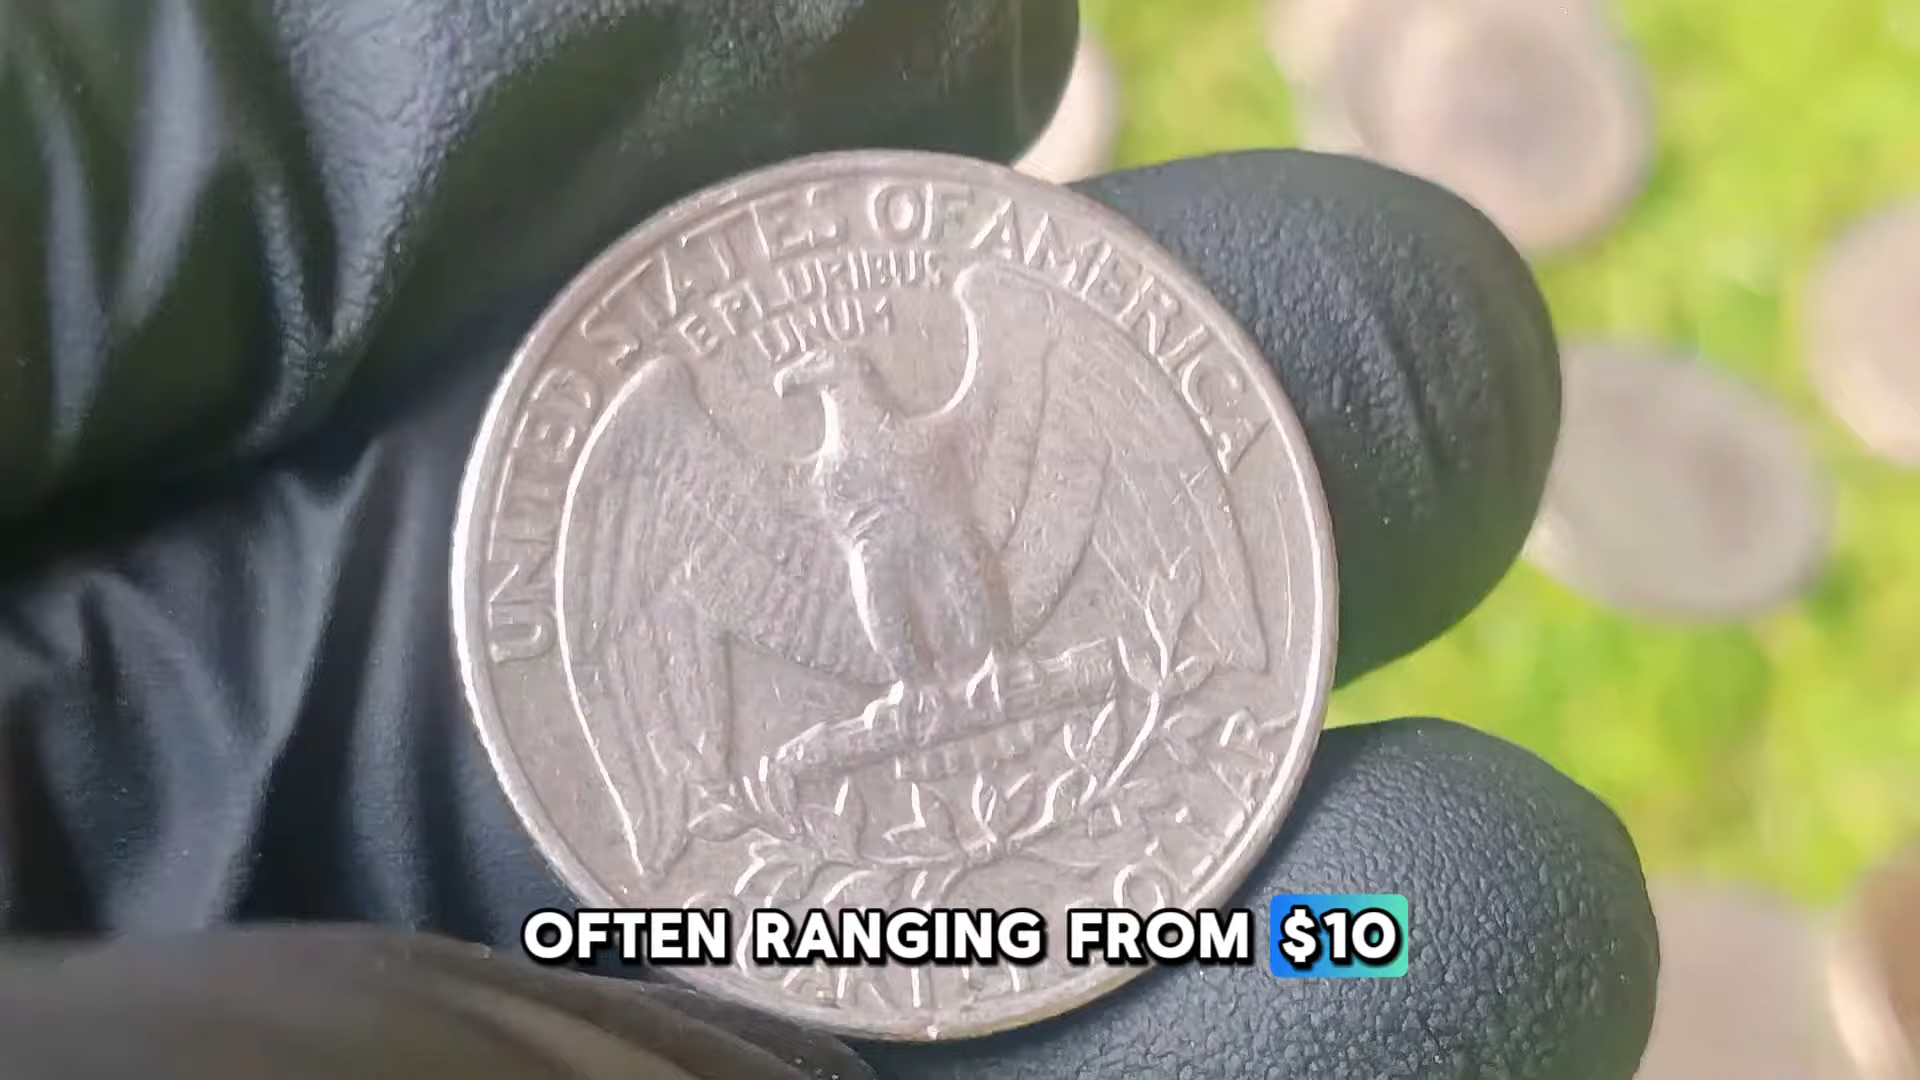 UNITED STATES OF AMERICA
E PLURIBUS
UNUM
OFTEN RANGING FROM $10